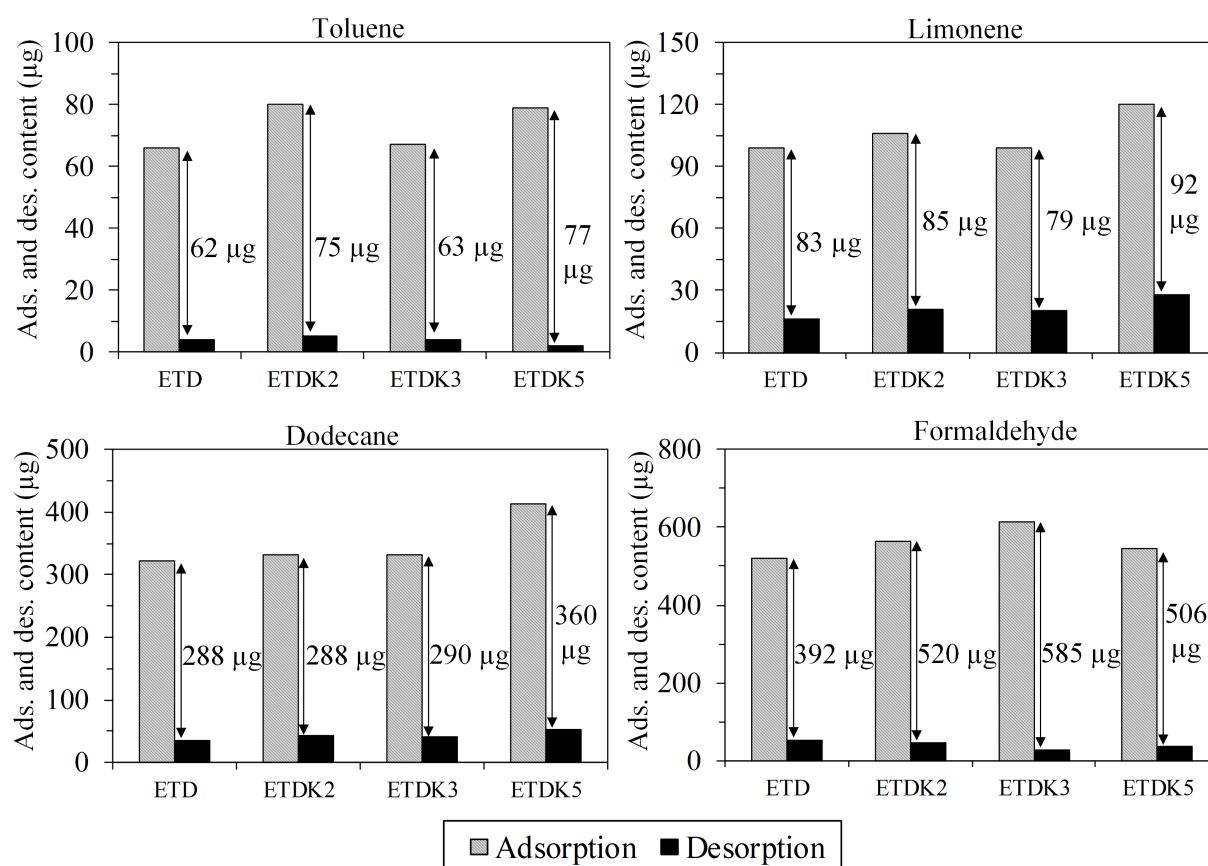 Toluene
Ads. and des. content (µg)
100
80
60
40
20
0
62 µg
75 µg
63 µg
77
µg
ETD
ETDK2
ETDK3
ETDK5
Limonene
Ads. and des. content (µg)
150
120
90
60
30
0
83 µg
85 µg
79 µg
92
µg
ETD
ETDK2
ETDK3
ETDK5
Dodecane
Ads. and des. content (µg)
500
400
300
200
100
0
288 µg
288 µg
290 µg
360
µg
ETD
ETDK2
ETDK3
ETDK5
Formaldehyde
Ads. and des. content (µg)
800
600
400
200
0
392 µg
520 µg
585 µg
506
µg
ETD
ETDK2
ETDK3
ETDK5
Adsorption
Desorption